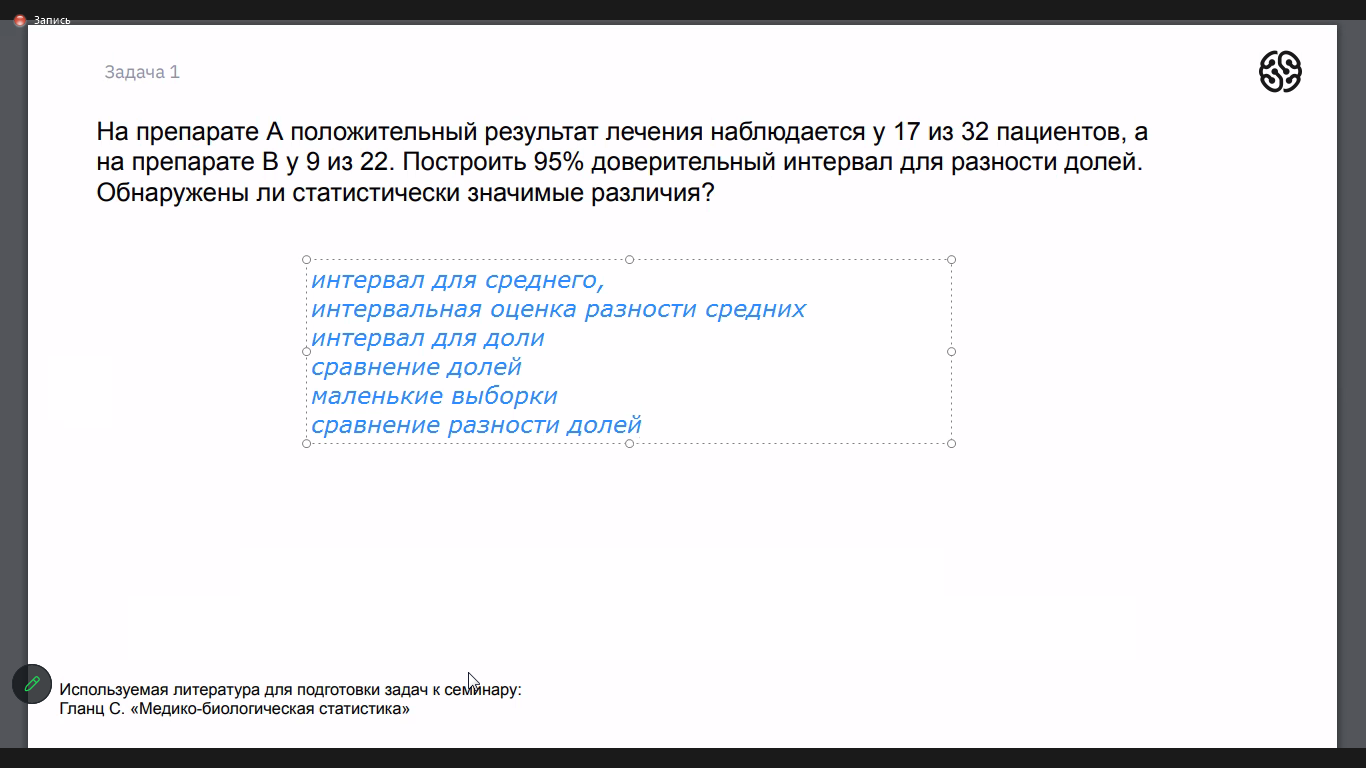 Запись
Задача 1
На препарате А положительный результат лечения наблюдается у 17 из 32 пациентов, а
на препарате В у 9 из 22. Построить 95% доверительный интервал для разности долей.
Обнаружены ли статистически значимые различия?
интервал для среднего,
интервальная оценка разности средних
интервал для доли
сравнение долей
маленькие выборки
сравнение разности долей
Используемая литература для подготовки задач к семинару:
Гланц С. «Медико-биологическая статистика»